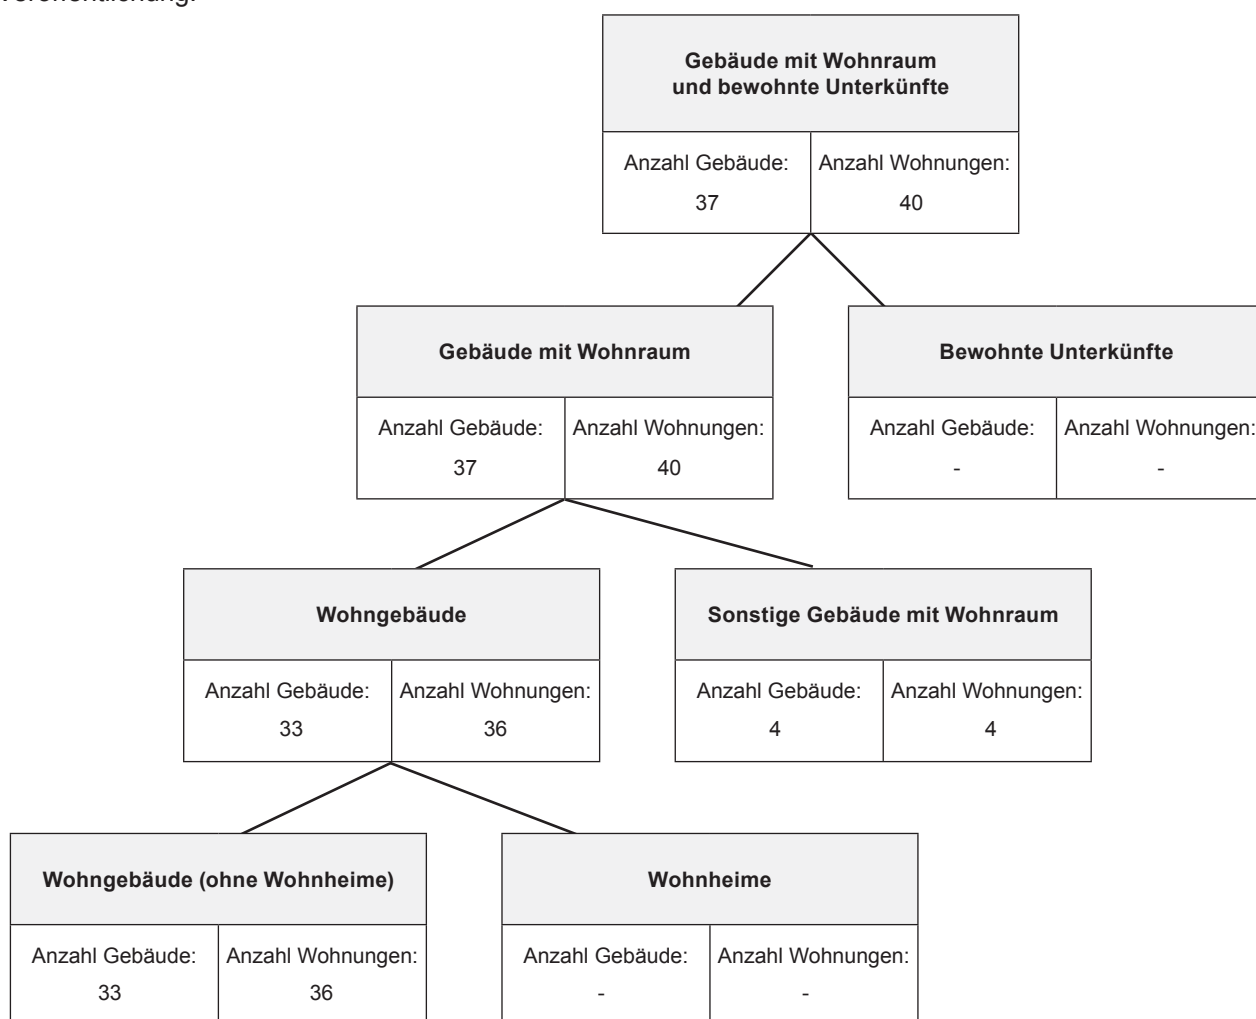 Gebäude mit Wohnraum
und bewohnte Unterkünfte
Anzahl Gebäude: Anzahl Wohnungen:
37 40
Gebäude mit Wohnraum
Anzahl Gebäude: Anzahl Wohnungen:
37 40
Bewohnte Unterkünfte
Anzahl Gebäude: Anzahl Wohnungen:
- -
Wohngebäude
Anzahl Gebäude: Anzahl Wohnungen:
33 36
Sonstige Gebäude mit Wohnraum
Anzahl Gebäude: Anzahl Wohnungen:
4 4
Wohngebäude (ohne Wohnheime)
Anzahl Gebäude: Anzahl Wohnungen:
33 36
Wohnheime
Anzahl Gebäude: Anzahl Wohnungen:
- -